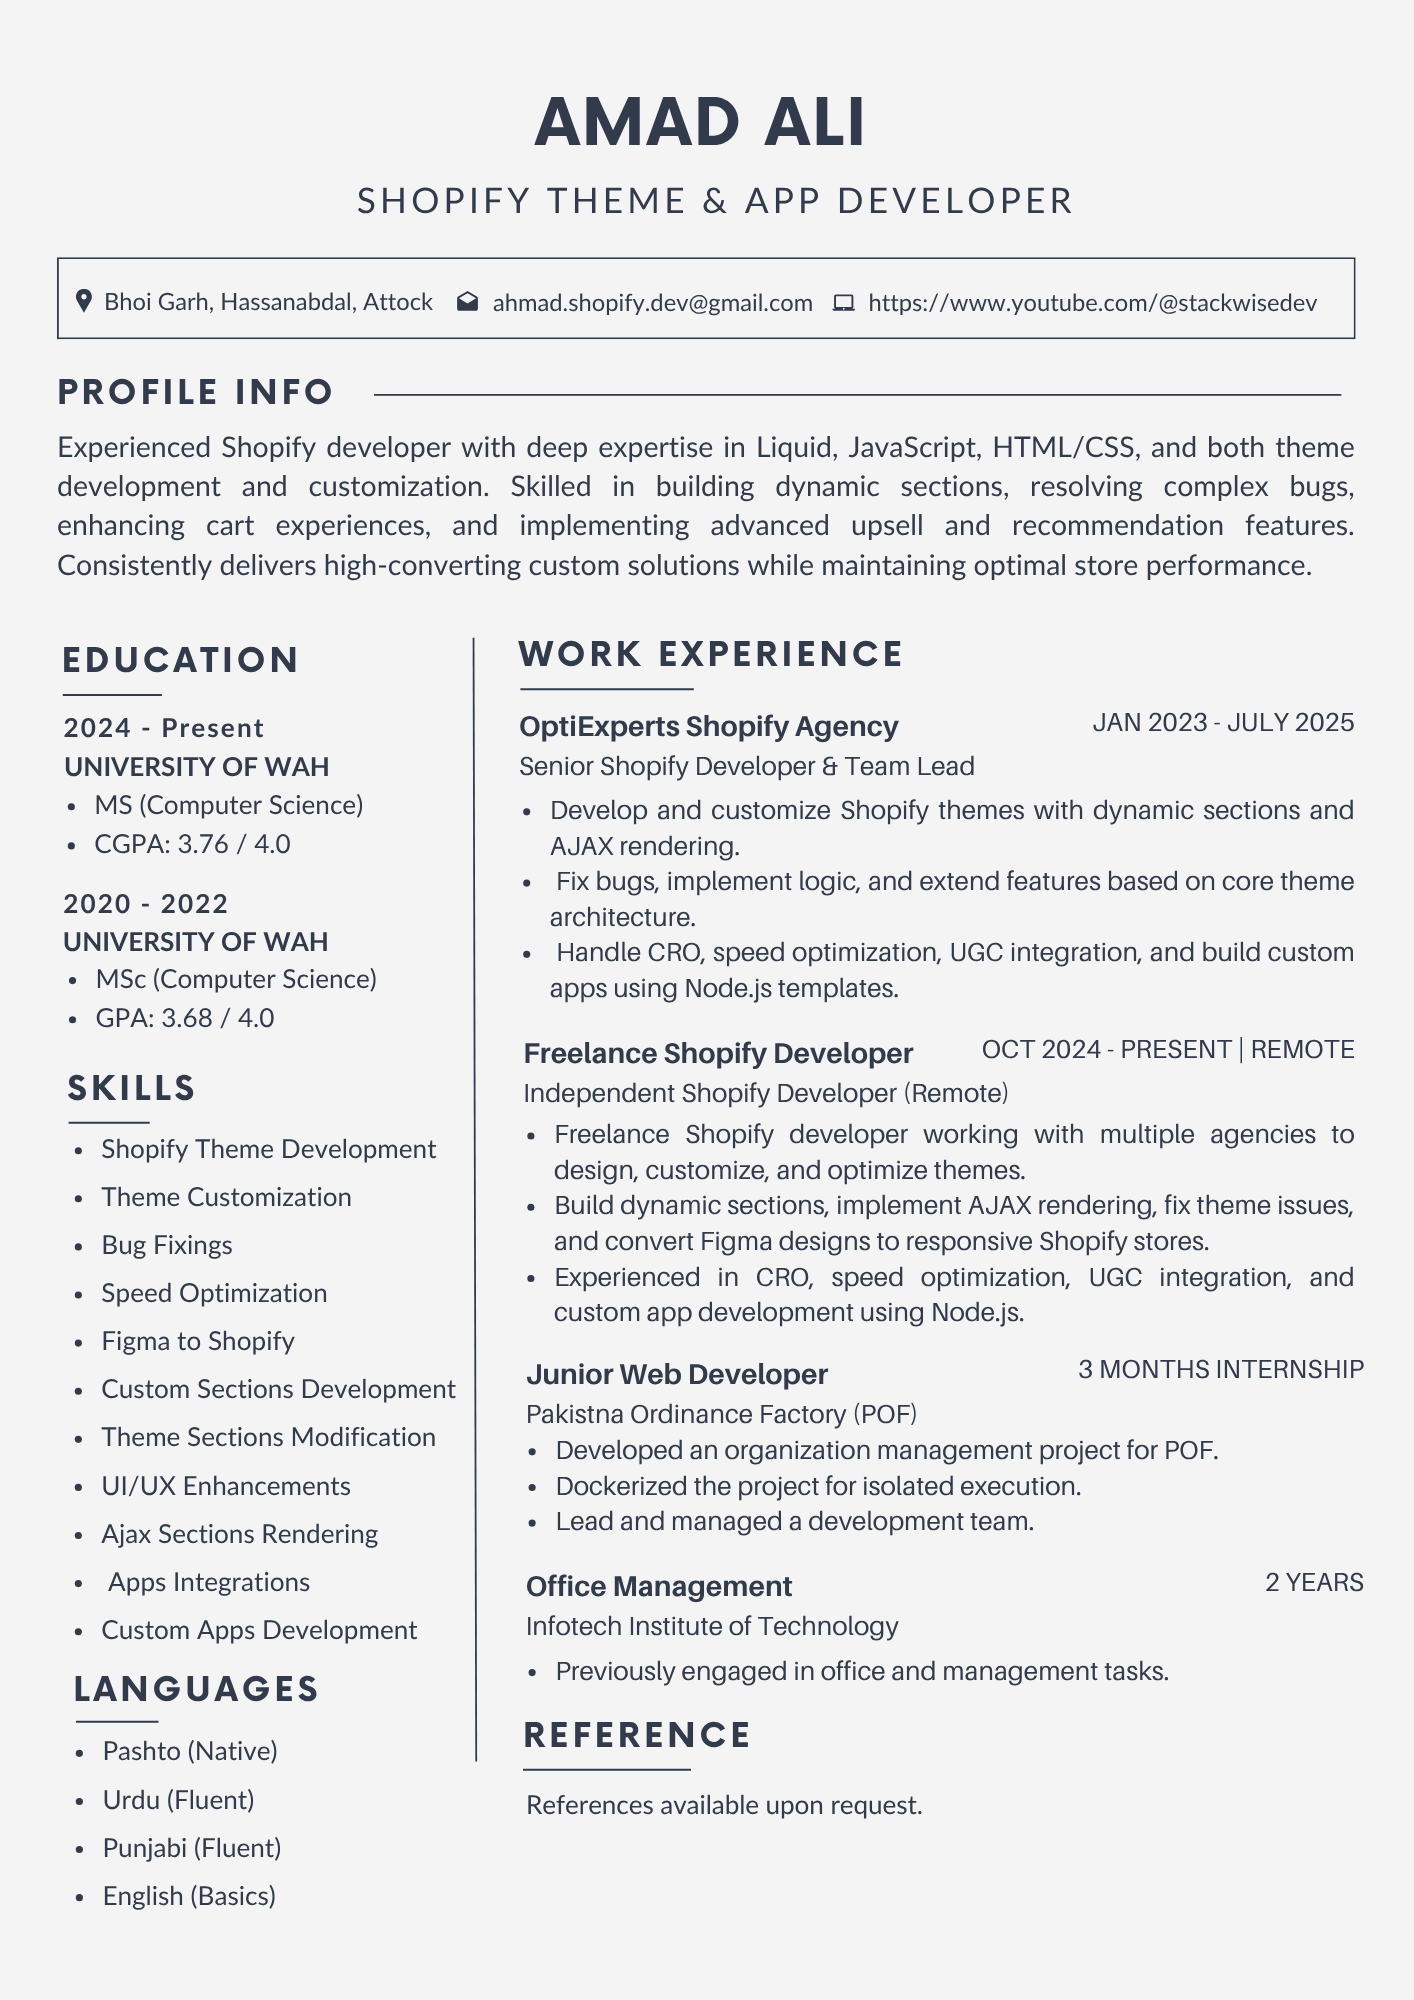 AMAD ALI
SHOPIFY THEME & APP DEVELOPER
Bhoi Garh, Hassanabdal, Attock ahmad.shopify.dev@gmail.com https://www.youtube.com/@stackwisedev
PROFILE INFO
Experienced Shopify developer with deep expertise in Liquid, JavaScript, HTML/CSS, and both theme
development and customization. Skilled in building dynamic sections, resolving complex bugs,
enhancing cart experiences, and implementing advanced upsell and recommendation features.
Consistently delivers high-converting custom solutions while maintaining optimal store performance.
EDUCATION
2024 - Present
UNIVERSITY OF WAH
• MS (Computer Science)
• CGPA: 3.76 / 4.0
2020 - 2022
UNIVERSITY OF WAH
• MSc (Computer Science)
• GPA: 3.68 / 4.0
SKILLS
• Shopify Theme Development
• Theme Customization
• Bug Fixings
• Speed Optimization
• Figma to Shopify
• Custom Sections Development
• Theme Sections Modification
• UI/UX Enhancements
• Ajax Sections Rendering
• Apps Integrations
• Custom Apps Development
LANGUAGES
• Pashto (Native)
• Urdu (Fluent)
• Punjabi (Fluent)
• English (Basics)
WORK EXPERIENCE
OptiExperts Shopify Agency JAN 2023 - JULY 2025
Senior Shopify Developer & Team Lead
• Develop and customize Shopify themes with dynamic sections and
AJAX rendering.
• Fix bugs, implement logic, and extend features based on core theme
architecture.
• Handle CRO, speed optimization, UGC integration, and build custom
apps using Node.js templates.
Freelance Shopify Developer OCT 2024 - PRESENT | REMOTE
Independent Shopify Developer (Remote)
• Freelance Shopify developer working with multiple agencies to
design, customize, and optimize themes.
• Build dynamic sections, implement AJAX rendering, fix theme issues,
and convert Figma designs to responsive Shopify stores.
• Experienced in CRO, speed optimization, UGC integration, and
custom app development using Node.js.
Junior Web Developer 3 MONTHS INTERNSHIP
Pakistna Ordinance Factory (POF)
• Developed an organization management project for POF.
• Dockerized the project for isolated execution.
• Lead and managed a development team.
Office Management 2 YEARS
Infotech Institute of Technology
• Previously engaged in office and management tasks.
REFERENCE
References available upon request.